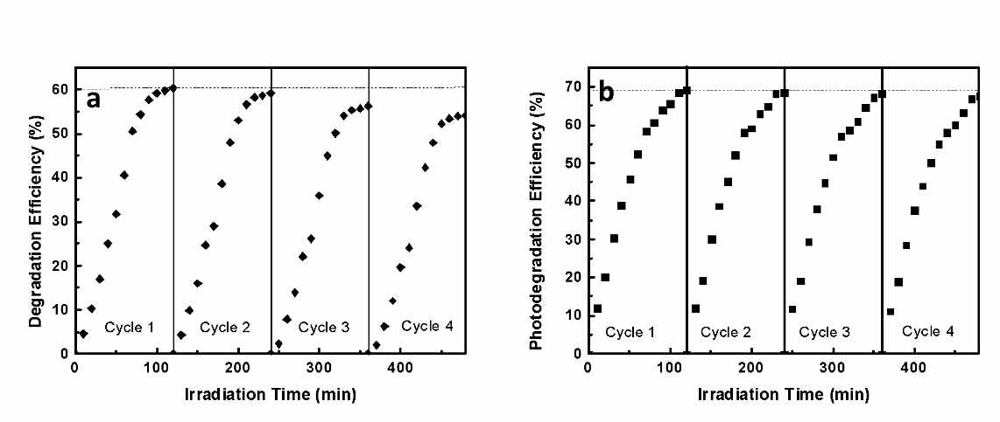 a
Degradation Efficiency (%)
60
50
40
30
20
10
0
Cycle 1 Cycle 2 Cycle 3 Cycle 4
0 100 200 300 400
Irradiation Time (min)
b
Photodegradation Efficiency (%)
70
60
50
40
30
20
10
0
Cycle 1 Cycle 2 Cycle 3 Cycle 4
0 100 200 300 400
Irradiation Time (min)